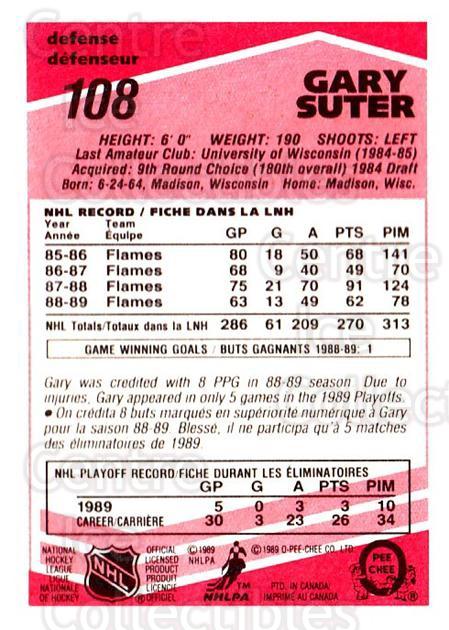 defense
défenseur
108
GARY
SUTER
HEIGHT: 6' 0" WEIGHT: 190 SHOOTS: LEFT
Last Amateur Club: University of Wisconsin (1984-85)
Acquired: 9th Round Choice (180th overall) 1984 Draft
Born: 6-24-64, Madison, Wisconsin Home: Madison, Wisc.
NHL RECORD / FICHE DANS LA LNH
Year Team
Année Équipe GP G A PTS PIM
85-86 Flames 80 18 50 68 141
86-86 Flames 68 9 40 49 70
87-88 Flames 75 21 70 91 124
88-89 Flames 63 13 49 62 78
NHL Totals/Totaux dans la LNH 286 61 209 270 313
GAME WINNING GOALS / BUTS GAGNANTS 1988-89: 1
Gary was credited with 8 PPG in 88-89 season. Due to
injuries, Gary appeared in only 5 games in the 1989 Playoffs.
● On crédita 8 buts marqués en supériorité numérique à Gary
pour la saison 88-89. Blessé, il ne participa qu'à 5 matches
des éliminatoires de 1989.
NHL PLAYOFF RECORD/FICHE DURANT LES ÉLIMINATOIRES
GP G A PTS PIM
1989 5 0 3 3 10
CAREER/CARRIÈRE 30 3 23 26 34
NATIONAL
HOCKEY
LEAGUE
LIGUE
NATIONALE
DE HOCKEY
NHL
OFFICIAL
LICENSED
PRODUCT
PRODUIT
OFFICIEL
®
©1989
NHLPA
NHLPA
TM
©1989 O-PEE-CHEE CO. LTD.
PTD. IN CANADA/
IMPRIMÉ AU CANADA
O
PEE
CHEE
®
Centre
Ice
Collectibles